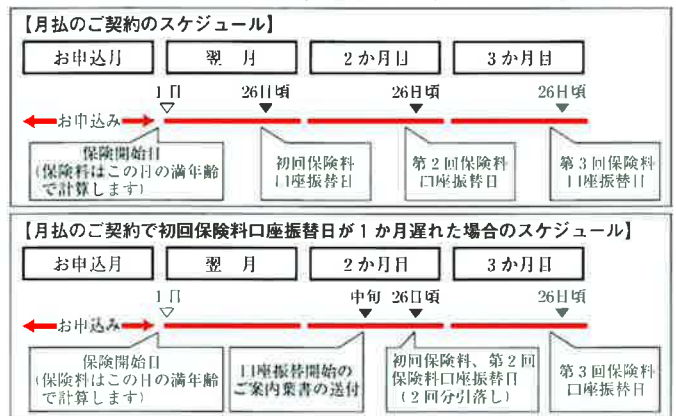 【月払のご契約のスケジュール】
お申込月 翌 月 2か月目 3か月目
1日 26日頃 26日頃 26日頃
お申込み
保険開始日
(保険料はこの日の満年齢
で計算します)
初回保険料
口座振替日
第2回保険料
口座振替日
第3回保険料
口座振替日
【月払のご契約で初回保険料口座振替日が1か月遅れた場合のスケジュール】
お申込月 翌 月 2か月目 3か月目
1日 中旬 26日頃 26日頃
お申込み
保険開始日
(保険料はこの日の満年齢
で計算します)
口座振替開始の
ご案内葉書の送付
初回保険料、第2回
保険料口座振替日
(2回分引落し)
第3回保険料
口座振替日